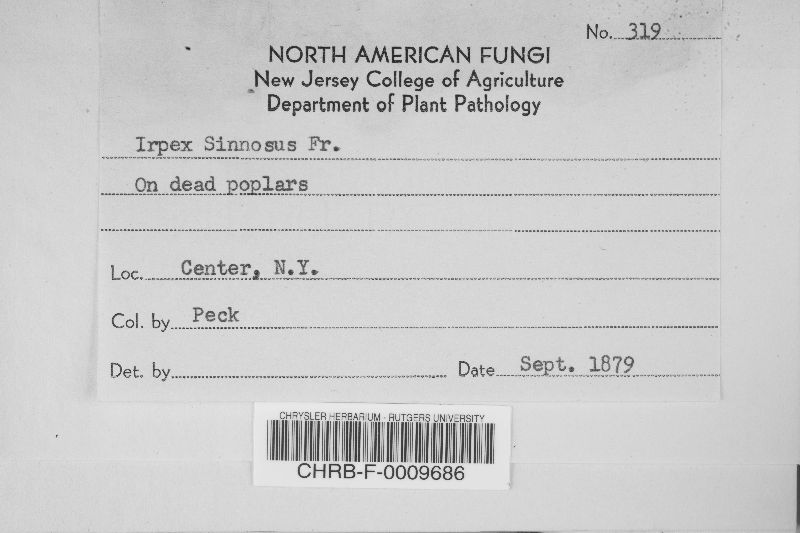 No. 319
NORTH AMERICAN FUNGI
New Jersey College of Agriculture
Department of Plant Pathology
Irpex Sinnosus Fr.
On dead poplars
Loc. Center, N.Y.
Col. by Peck
Det. by Date Sept. 1879
CHRYSLER HERBARIUM - RUTGERS UNIVERSITY
CHRB-F-0009686